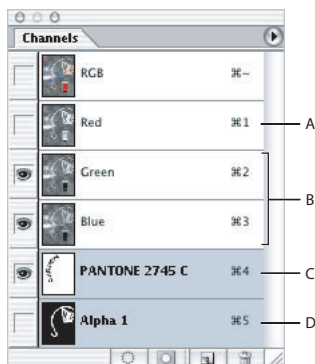 Channels
RGB ⌘~
Red ⌘1 A
Green ⌘2
B
Blue ⌘3
PANTONE 2745 C ⌘4 C
Alpha 1 ⌘5 D